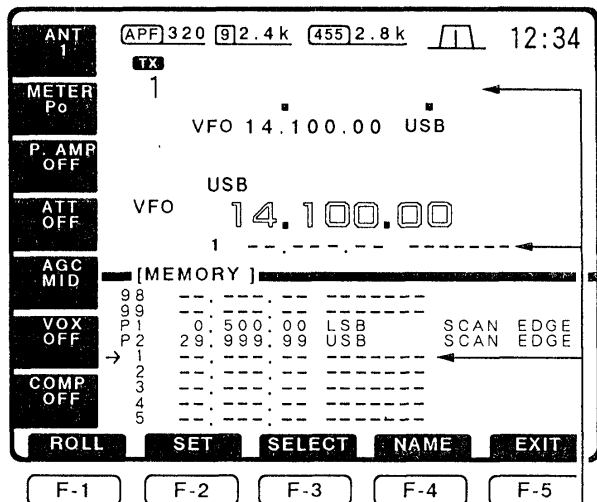 ANT 1 APF 320 9 2.4k 455 2.8k 12:34
TX
1
METER Po
VFO 14.100.00 USB
P. AMP OFF
USB
ATT OFF
VFO 14.100.00
1 --.---.-- ------
AGC MID
[MEMORY]
98 --.---.-- ------
99 --.---.-- ------
P1 0.500.00 LSB SCAN EDGE
VOX OFF
P2 29.999.99 USB SCAN EDGE
→ 1 --.---.-- ------
2 --.---.-- ------
COMP OFF
3 --.---.-- ------
4 --.---.-- ------
5 --.---.-- ------
ROLL SET SELECT NAME EXIT
F-1 F-2 F-3 F-4 F-5